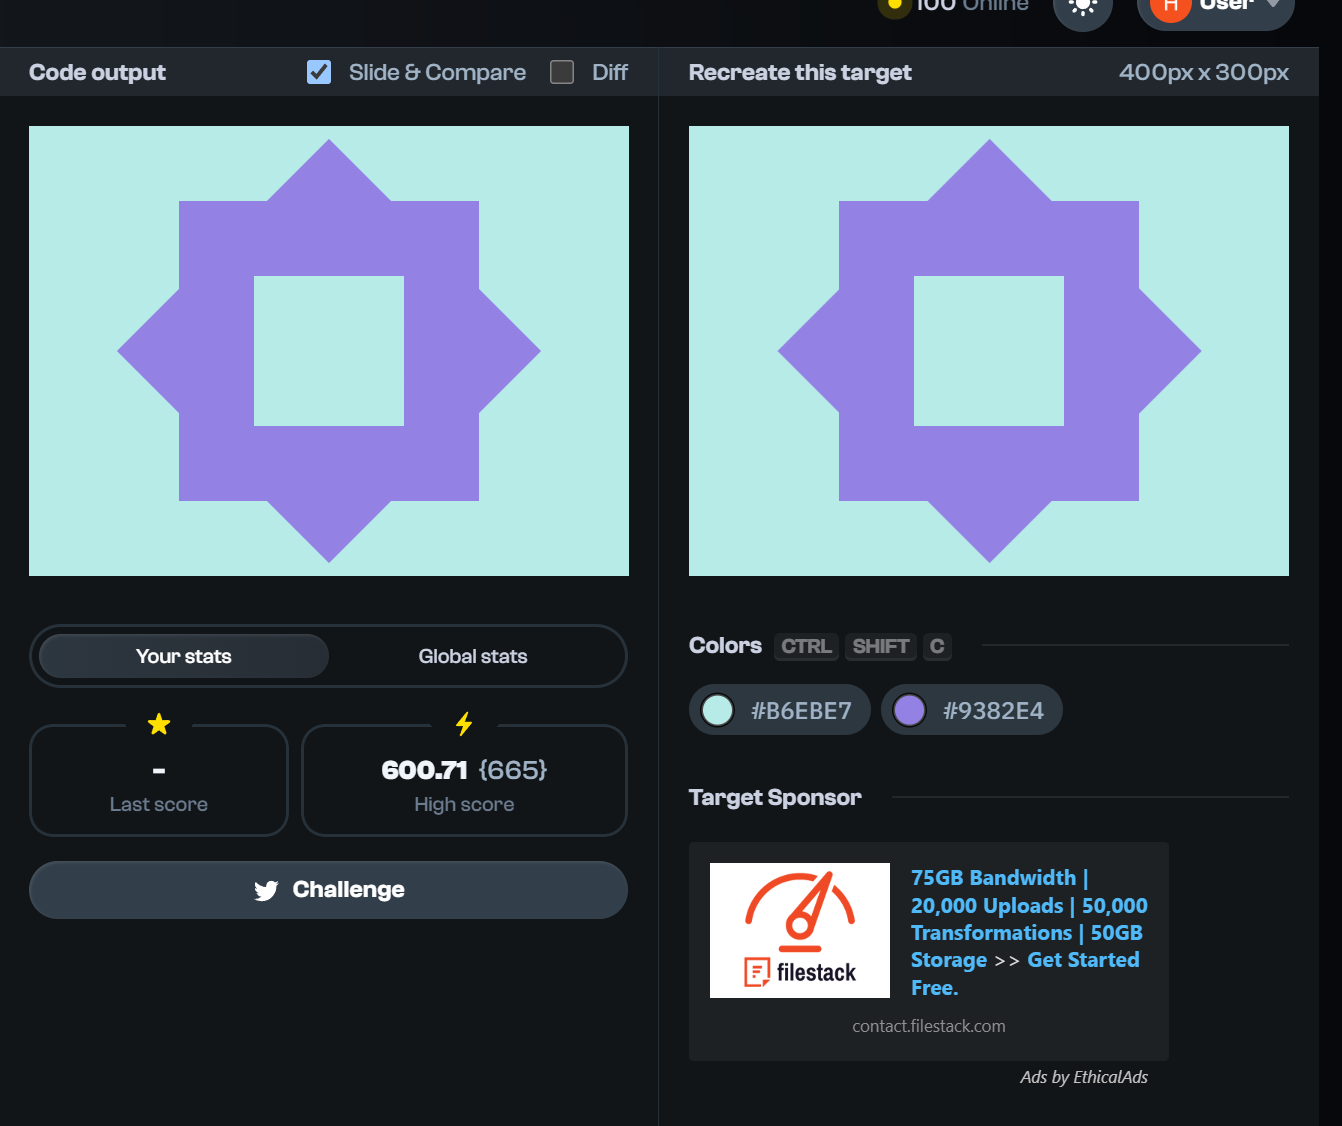 100 Online
H User
Code output
Slide & Compare
Diff
Recreate this target
400px x 300px
Your stats
Global stats
-
Last score
600.71 {665}
High score
Challenge
Colors CTRL SHIFT C
#B6EBE7
#9382E4
Target Sponsor
filestack
75GB Bandwidth |
20,000 Uploads | 50,000
Transformations | 50GB
Storage >> Get Started
Free.
contact.filestack.com
Ads by EthicalAds